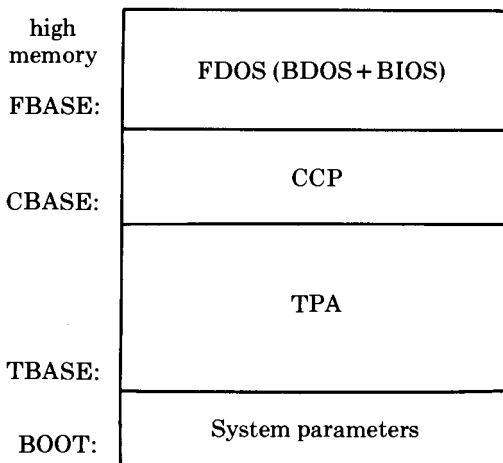 high
memory
FDOS (BDOS + BIOS)
FBASE:
CCP
CBASE:
TPA
TBASE:
System parameters
BOOT: